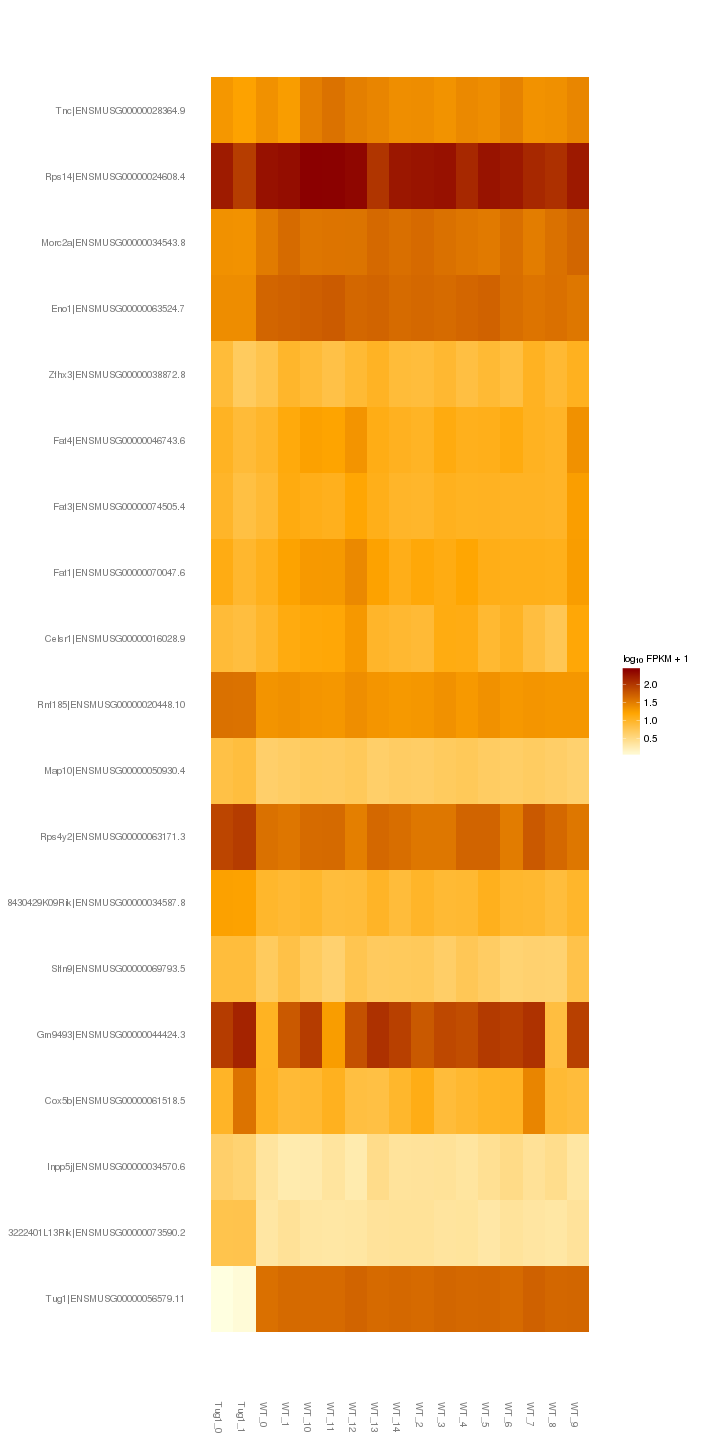 Tnc|ENSMUSG00000028364.9
Rps14|ENSMUSG00000024608.4
Morc2a|ENSMUSG00000034543.8
Eno1|ENSMUSG00000063524.7
Zfhx3|ENSMUSG00000038872.8
Fat4|ENSMUSG00000046743.6
Fat3|ENSMUSG00000074505.4
Fat1|ENSMUSG00000070047.6
Celsr1|ENSMUSG00000016028.9
log10 FPKM + 1
2.0
1.5
1.0
0.5
Rnf185|ENSMUSG00000020448.10
Map10|ENSMUSG00000050930.4
Rps4y2|ENSMUSG00000063171.3
8430429K09Rik|ENSMUSG00000034587.8
Slfn9|ENSMUSG00000069793.5
Gm9493|ENSMUSG00000044424.3
Cox5b|ENSMUSG00000061518.5
Inpp5j|ENSMUSG00000034570.6
3222401L13Rik|ENSMUSG00000073590.2
Tug1|ENSMUSG00000056579.11
Tug1_0
Tug1_1
WT_0
WT_1
WT_10
WT_11
WT_12
WT_13
WT_14
WT_2
WT_3
WT_4
WT_5
WT_6
WT_7
WT_8
WT_9